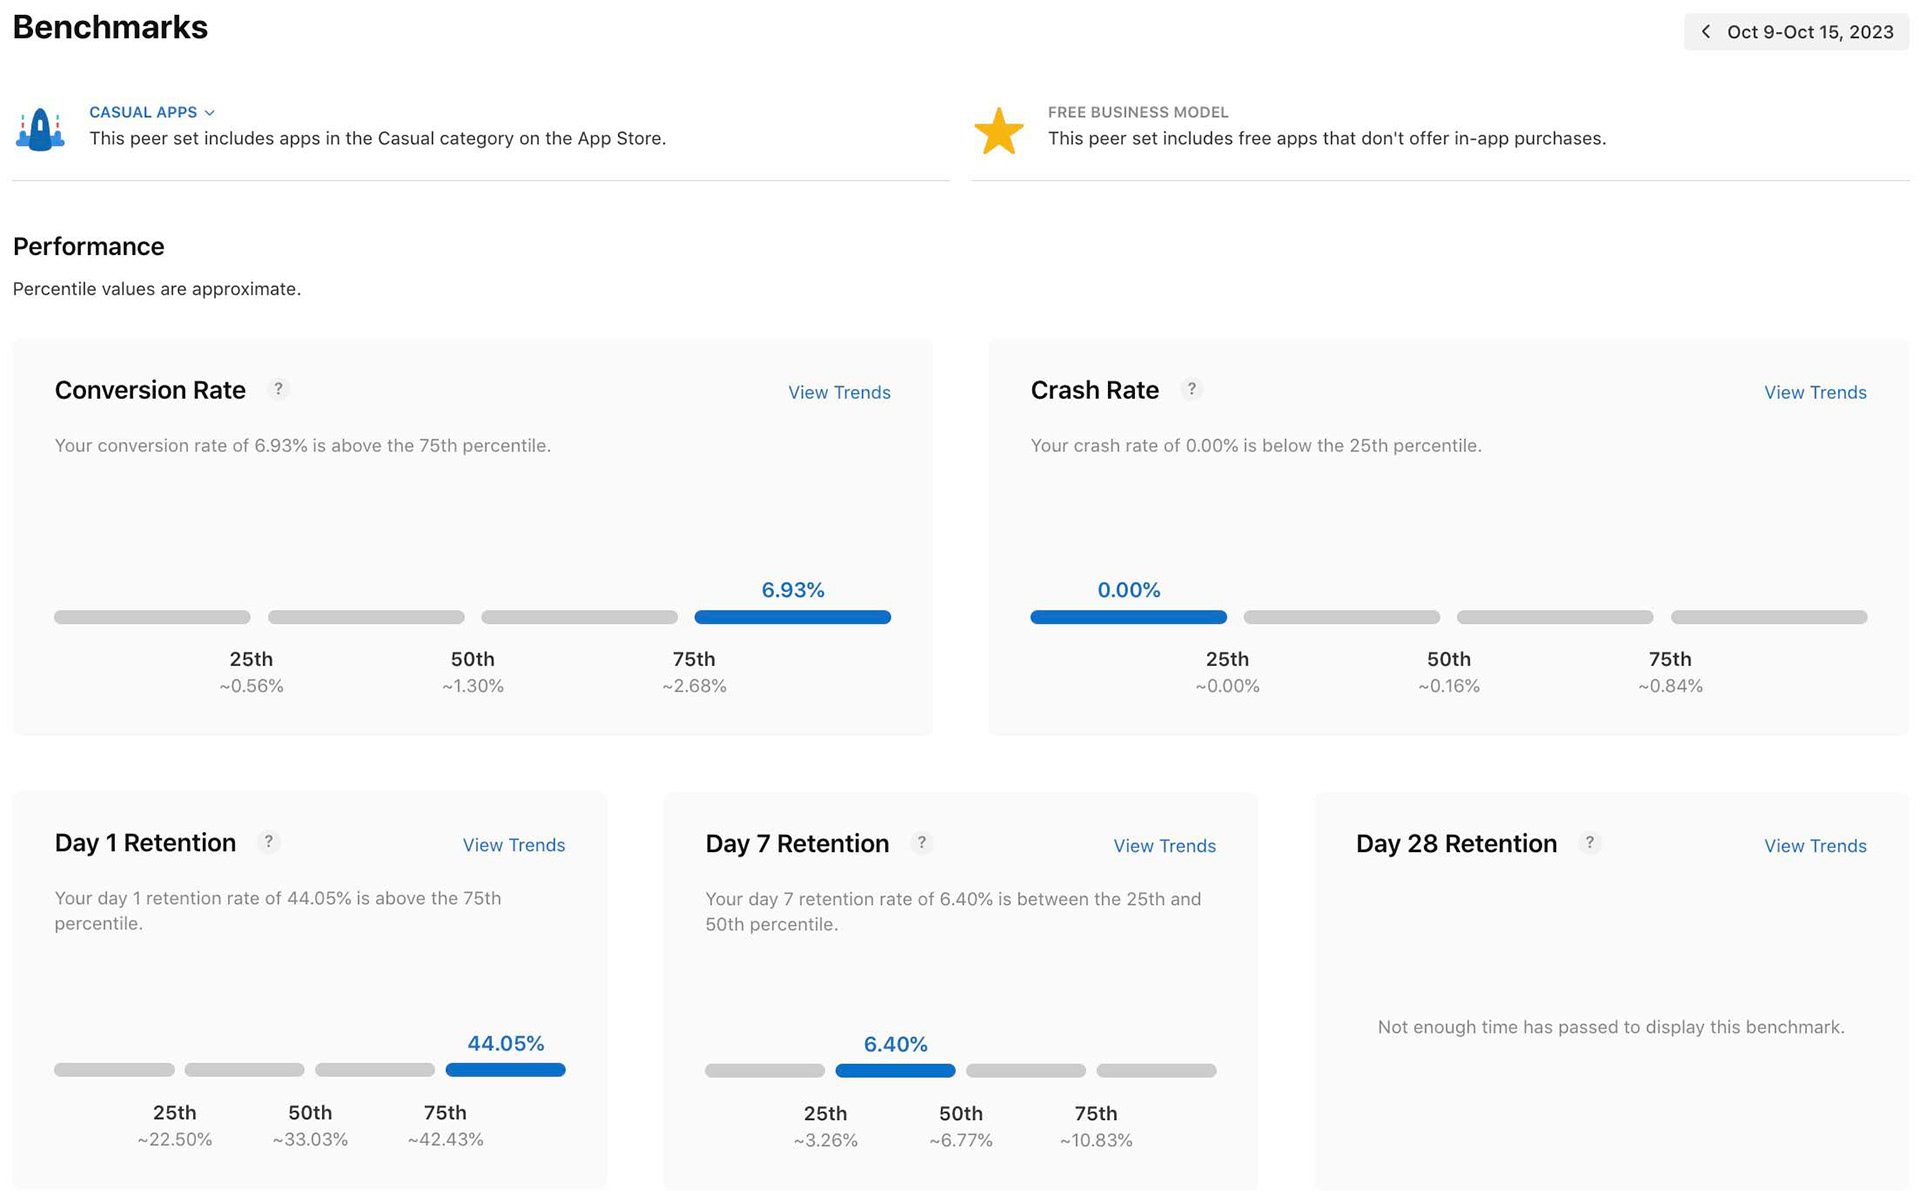 Benchmarks
Oct 9-Oct 15, 2023
CASUAL APPS
This peer set includes apps in the Casual category on the App Store.
FREE BUSINESS MODEL
This peer set includes free apps that don't offer in-app purchases.
Performance
Percentile values are approximate.
Conversion Rate ?
View Trends
Your conversion rate of 6.93% is above the 75th percentile.
6.93%
25th 50th 75th
~0.56% ~1.30% ~2.68%
Crash Rate ?
View Trends
Your crash rate of 0.00% is below the 25th percentile.
0.00%
25th 50th 75th
~0.00% ~0.16% ~0.84%
Day 1 Retention ?
View Trends
Your day 1 retention rate of 44.05% is above the 75th
percentile.
44.05%
25th 50th 75th
~22.50% ~33.03% ~42.43%
Day 7 Retention ?
View Trends
Your day 7 retention rate of 6.40% is between the 25th and
50th percentile.
6.40%
25th 50th 75th
~3.26% ~6.77% ~10.83%
Day 28 Retention ?
View Trends
Not enough time has passed to display this benchmark.